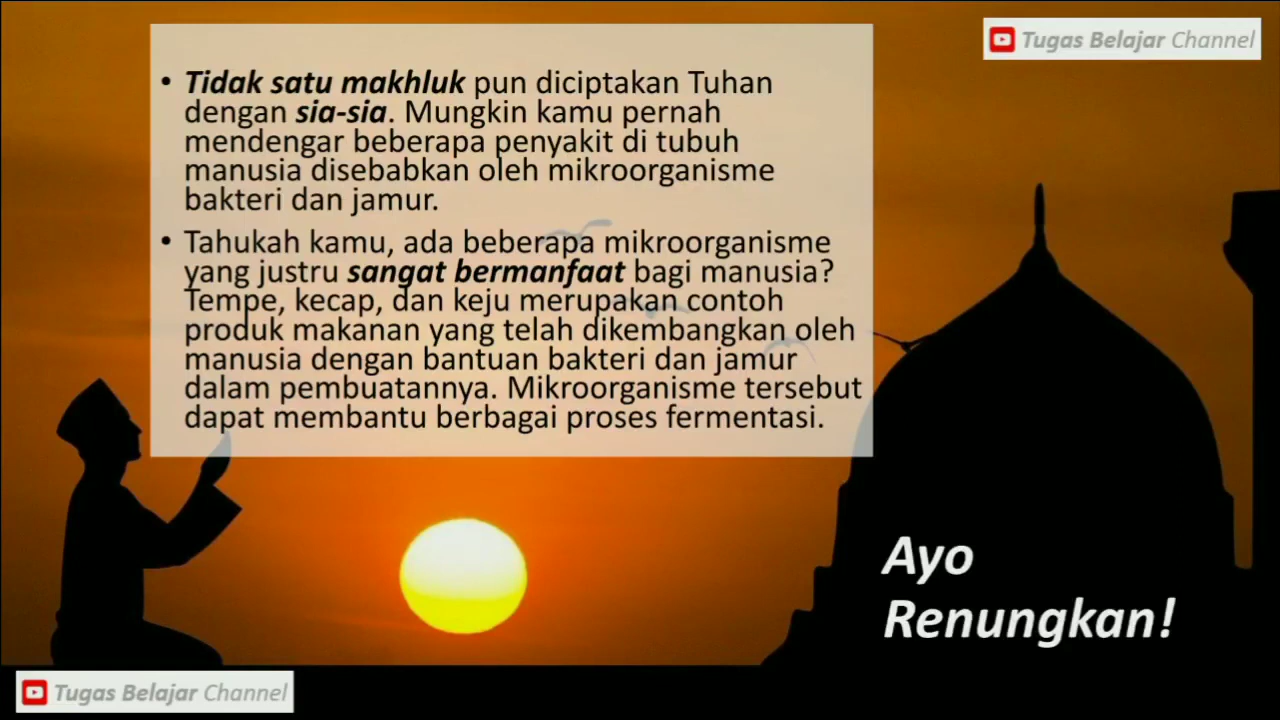 Tugas Belajar Channel
• Tidak satu makhluk pun diciptakan Tuhan
dengan sia-sia. Mungkin kamu pernah
mendengar beberapa penyakit di tubuh
manusia disebabkan oleh mikroorganisme
bakteri dan jamur.
• Tahukah kamu, ada beberapa mikroorganisme
yang justru sangat bermanfaat bagi manusia?
Tempe, kecap, dan keju merupakan contoh
produk makanan yang telah dikembangkan oleh
manusia dengan bantuan bakteri dan jamur
dalam pembuatannya. Mikroorganisme tersebut
dapat membantu berbagai proses fermentasi.
Ayo
Renungkan!
Tugas Belajar Channel